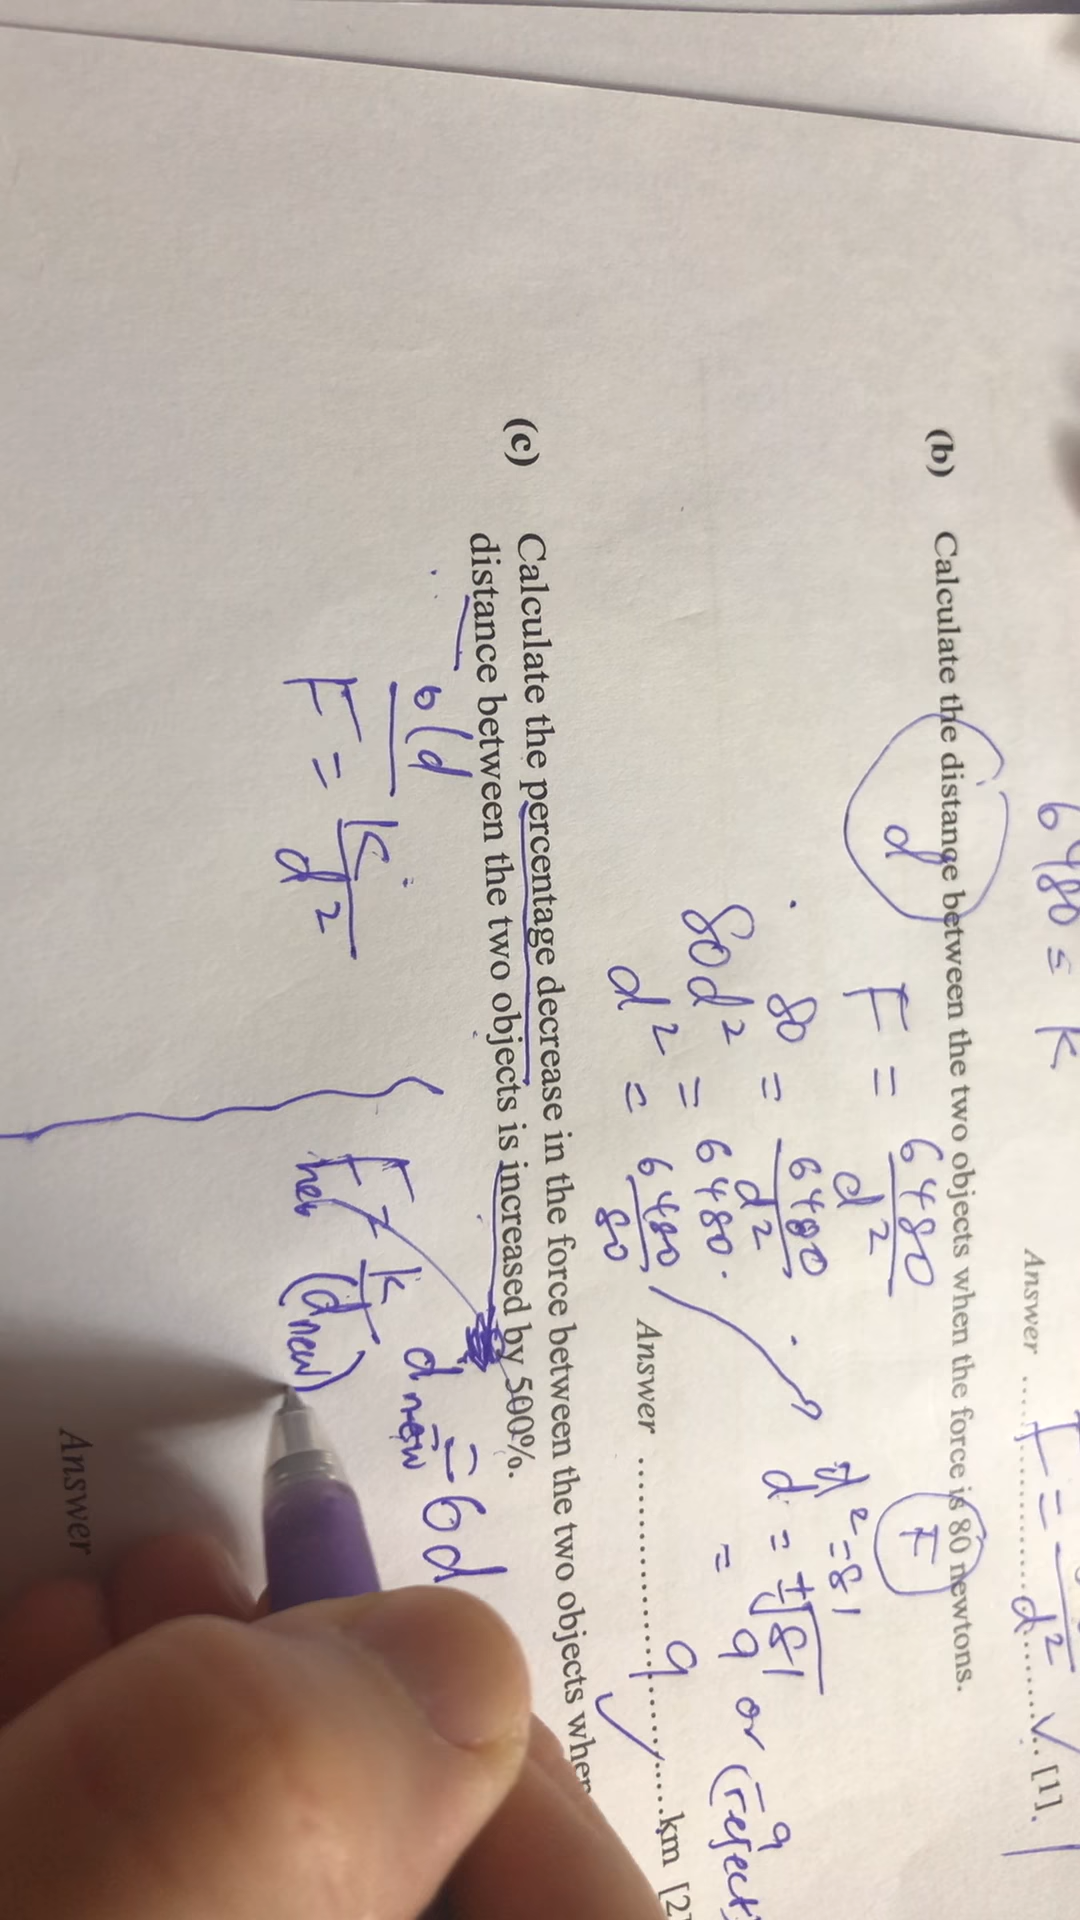 6480 = k
Answer .... F = / d² ...... ✓ [1].
(b) Calculate the distance between the two objects when the force is 80 newtons.
d
F
F = 6480 / d²
80 = 6480 / d²
80d² = 6480.
d² = 6480 / 80
d² = 81
d = ±√81
= 9 or -9 (reject
Answer .................... 9 ......km [2]
(c) Calculate the percentage decrease in the force between the two objects when
distance between the two objects is increased by 500%.
old
d new = 6d
F = k / d²
F new = k / (d new)
Answer